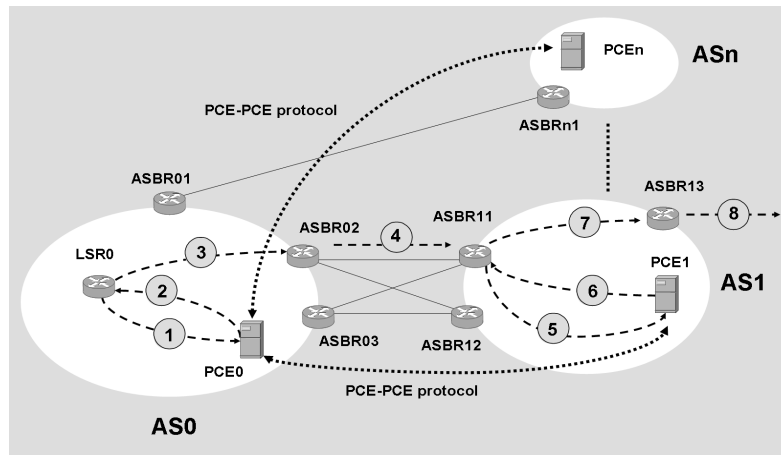 PCEn
ASn
PCE-PCE protocol
ASBRn1
ASBR01
ASBR13
8
ASBR02
4
ASBR11
7
3
LSR0
PCE1
2
6
AS1
1
5
ASBR03
ASBR12
PCE0
PCE-PCE protocol
AS0